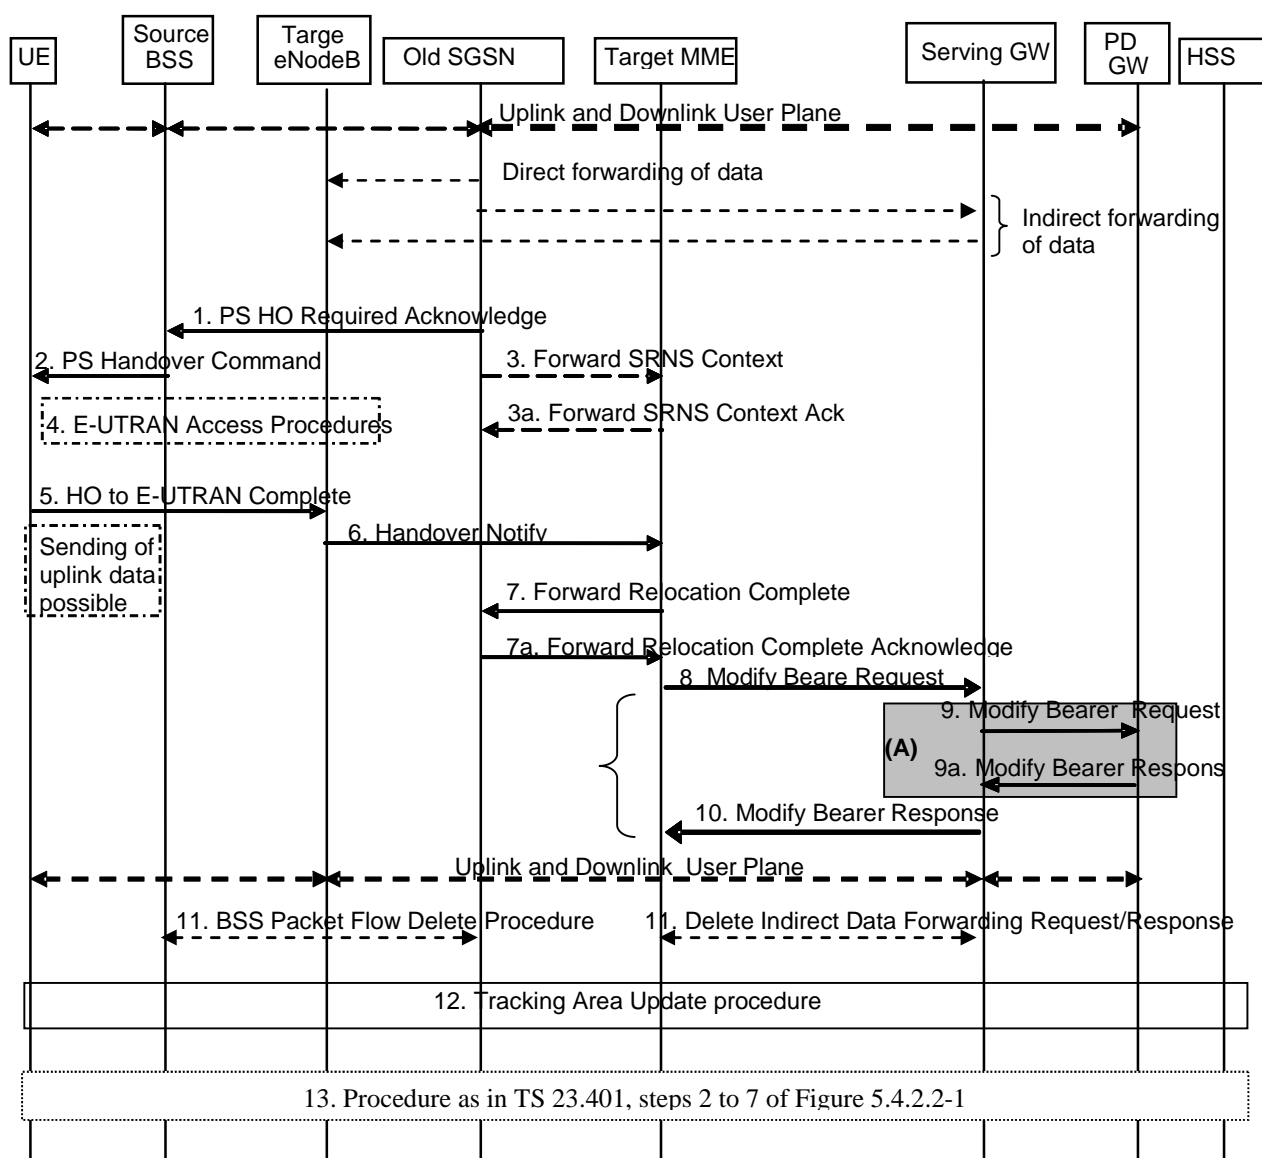 UE
Source
BSS
Targe
eNodeB
Old SGSN
Target MME
Serving GW
PD
GW
HSS
Uplink and Downlink User Plane
Direct forwarding of data
Indirect forwarding
of data
1. PS HO Required Acknowledge
2. PS Handover Command
3. Forward SRNS Context
4. E-UTRAN Access Procedures
3a. Forward SRNS Context Ack
5. HO to E-UTRAN Complete
6. Handover Notify
Sending of
uplink data
possible
7. Forward Relocation Complete
7a. Forward Relocation Complete Acknowledge
8 Modify Beare Request
9. Modify Bearer Request
(A)
9a. Modify Bearer Respons
10. Modify Bearer Response
Uplink and Downlink User Plane
11. BSS Packet Flow Delete Procedure
11. Delete Indirect Data Forwarding Request/Response
12. Tracking Area Update procedure
13. Procedure as in TS 23.401, steps 2 to 7 of Figure 5.4.2.2-1